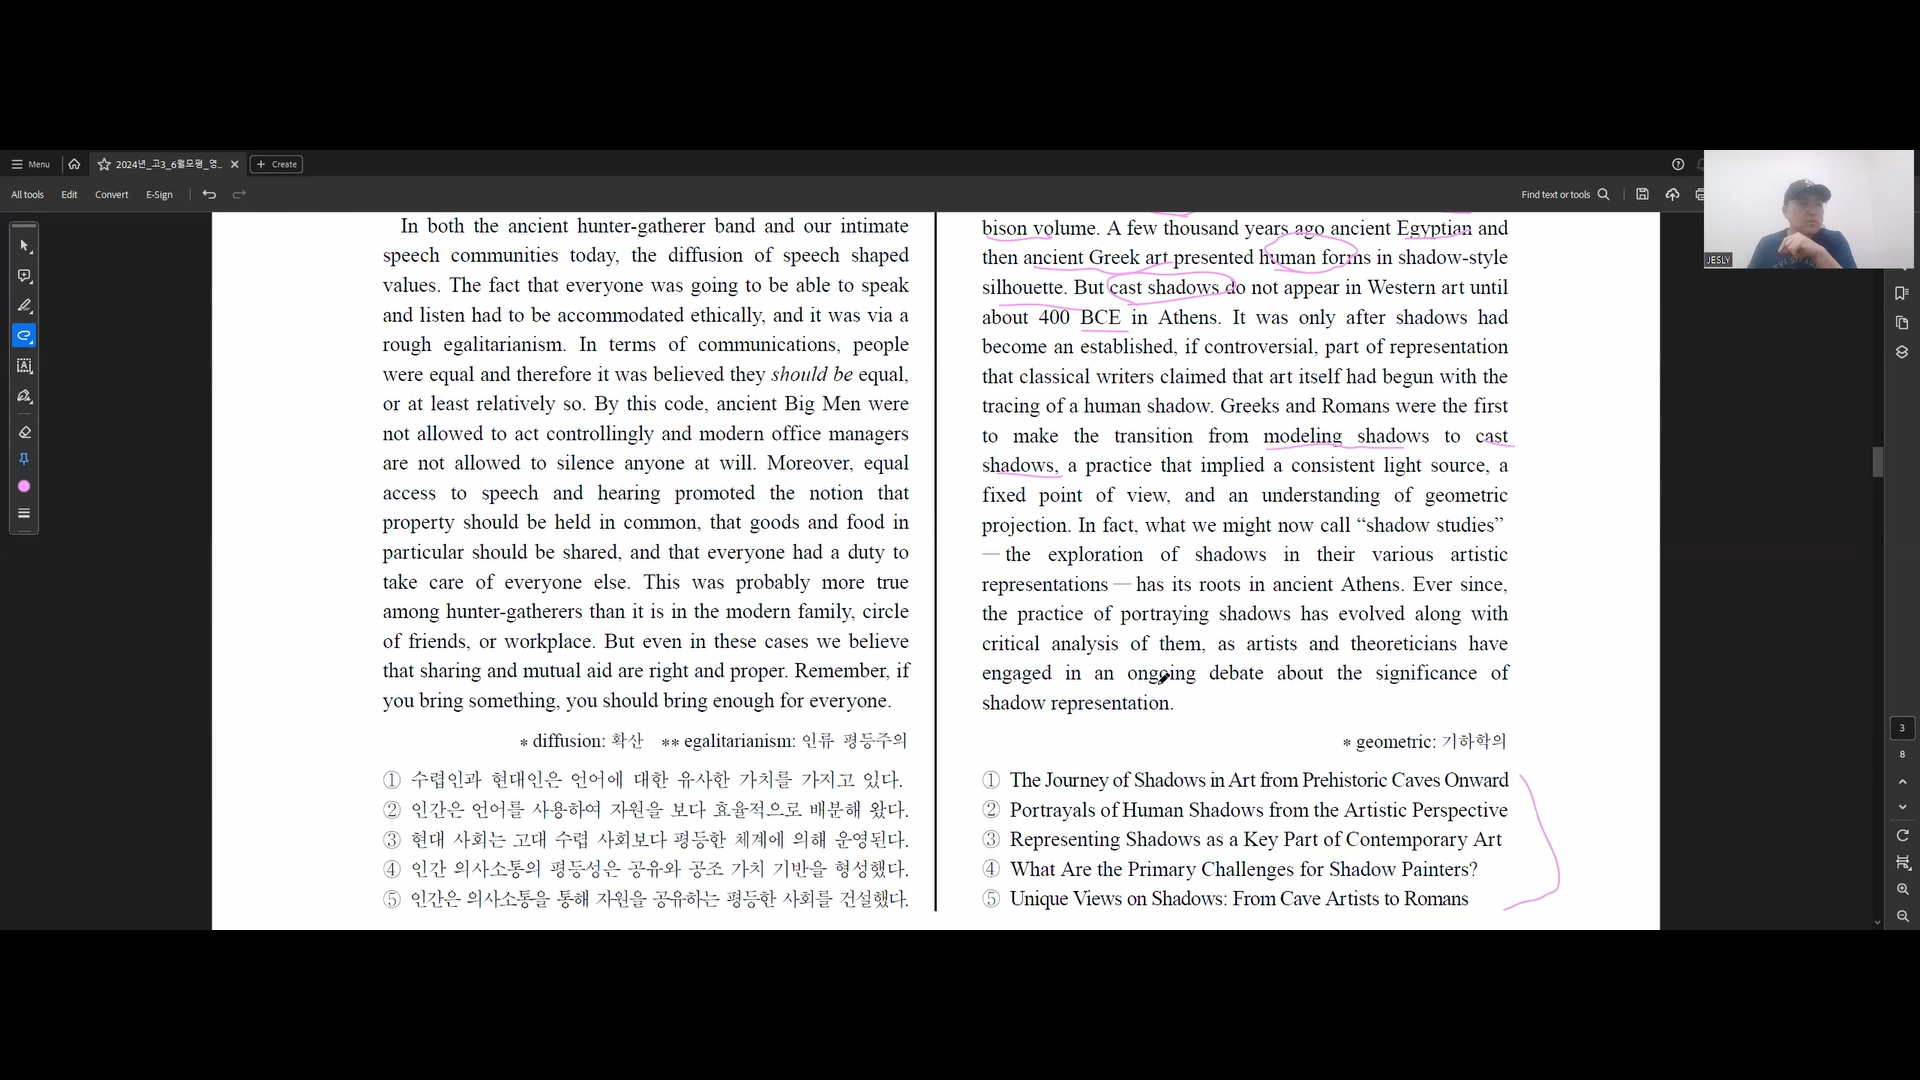 Menu
2024년_고3_6월모평_영...
Create
All tools
Edit
Convert
E-Sign
Find text or tools
JESLY
In both the ancient hunter-gatherer band and our intimate
speech communities today, the diffusion of speech shaped
values. The fact that everyone was going to be able to speak
and listen had to be accommodated ethically, and it was via a
rough egalitarianism. In terms of communications, people
were equal and therefore it was believed they should be equal,
or at least relatively so. By this code, ancient Big Men were
not allowed to act controllingly and modern office managers
are not allowed to silence anyone at will. Moreover, equal
access to speech and hearing promoted the notion that
property should be held in common, that goods and food in
particular should be shared, and that everyone had a duty to
take care of everyone else. This was probably more true
among hunter-gatherers than it is in the modern family, circle
of friends, or workplace. But even in these cases we believe
that sharing and mutual aid are right and proper. Remember, if
you bring something, you should bring enough for everyone.
* diffusion: 확산 ** egalitarianism: 인류 평등주의
① 수렵인과 현대인은 언어에 대한 유사한 가치를 가지고 있다.
② 인간은 언어를 사용하여 자원을 보다 효율적으로 배분해 왔다.
③ 현대 사회는 고대 수렵 사회보다 평등한 체계에 의해 운영된다.
④ 인간 의사소통의 평등성은 공유와 공조 가치 기반을 형성했다.
⑤ 인간은 의사소통을 통해 자원을 공유하는 평등한 사회를 건설했다.
bison volume. A few thousand years ago ancient Egyptian and
then ancient Greek art presented human forms in shadow-style
silhouette. But cast shadows do not appear in Western art until
about 400 BCE in Athens. It was only after shadows had
become an established, if controversial, part of representation
that classical writers claimed that art itself had begun with the
tracing of a human shadow. Greeks and Romans were the first
to make the transition from modeling shadows to cast
shadows, a practice that implied a consistent light source, a
fixed point of view, and an understanding of geometric
projection. In fact, what we might now call “shadow studies”
— the exploration of shadows in their various artistic
representations — has its roots in ancient Athens. Ever since,
the practice of portraying shadows has evolved along with
critical analysis of them, as artists and theoreticians have
engaged in an ongoing debate about the significance of
shadow representation.
* geometric: 기하학의
① The Journey of Shadows in Art from Prehistoric Caves Onward
② Portrayals of Human Shadows from the Artistic Perspective
③ Representing Shadows as a Key Part of Contemporary Art
④ What Are the Primary Challenges for Shadow Painters?
⑤ Unique Views on Shadows: From Cave Artists to Romans
3
8